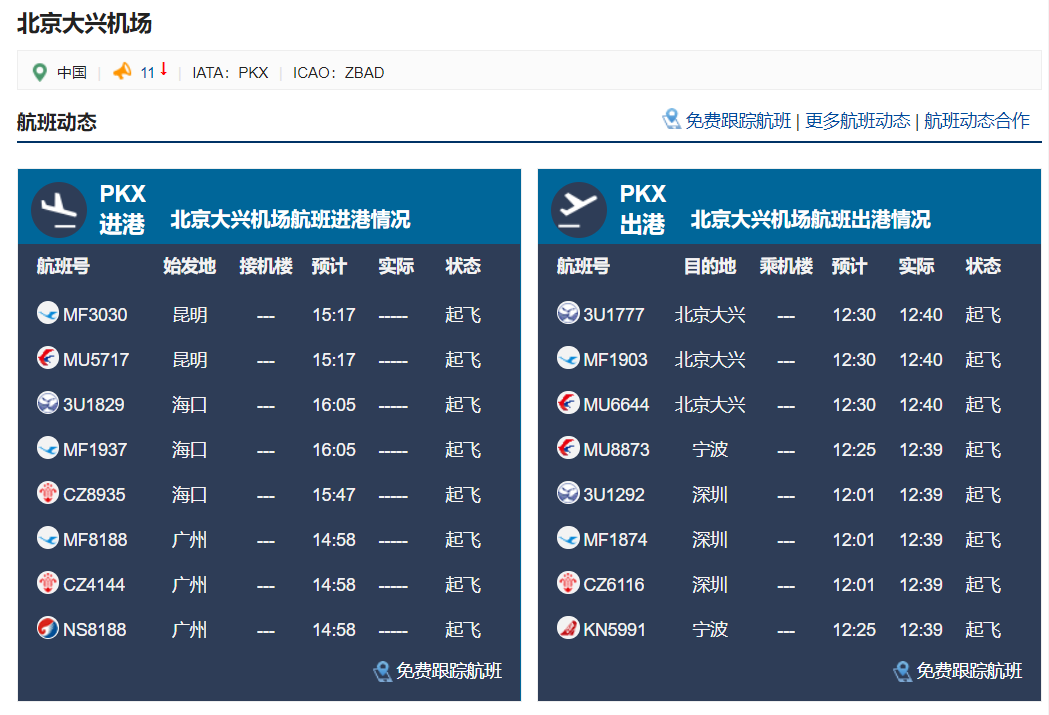 北京大兴机场
中国 | 11 | IATA：PKX | ICAO：ZBAD
航班动态 免费跟踪航班 | 更多航班动态 | 航班动态合作
PKX
进港 北京大兴机场航班进港情况
航班号 始发地 接机楼 预计 实际 状态
MF3030 昆明 --- 15:17 ----- 起飞
MU5717 昆明 --- 15:17 ----- 起飞
3U1829 海口 --- 16:05 ----- 起飞
MF1937 海口 --- 16:05 ----- 起飞
CZ8935 海口 --- 15:47 ----- 起飞
MF8188 广州 --- 14:58 ----- 起飞
CZ4144 广州 --- 14:58 ----- 起飞
NS8188 广州 --- 14:58 ----- 起飞
免费跟踪航班
PKX
出港 北京大兴机场航班出港情况
航班号 目的地 乘机楼 预计 实际 状态
3U1777 北京大兴 --- 12:30 12:40 起飞
MF1903 北京大兴 --- 12:30 12:40 起飞
MU6644 北京大兴 --- 12:30 12:40 起飞
MU8873 宁波 --- 12:25 12:39 起飞
3U1292 深圳 --- 12:01 12:39 起飞
MF1874 深圳 --- 12:01 12:39 起飞
CZ6116 深圳 --- 12:01 12:39 起飞
KN5991 宁波 --- 12:25 12:39 起飞
免费跟踪航班